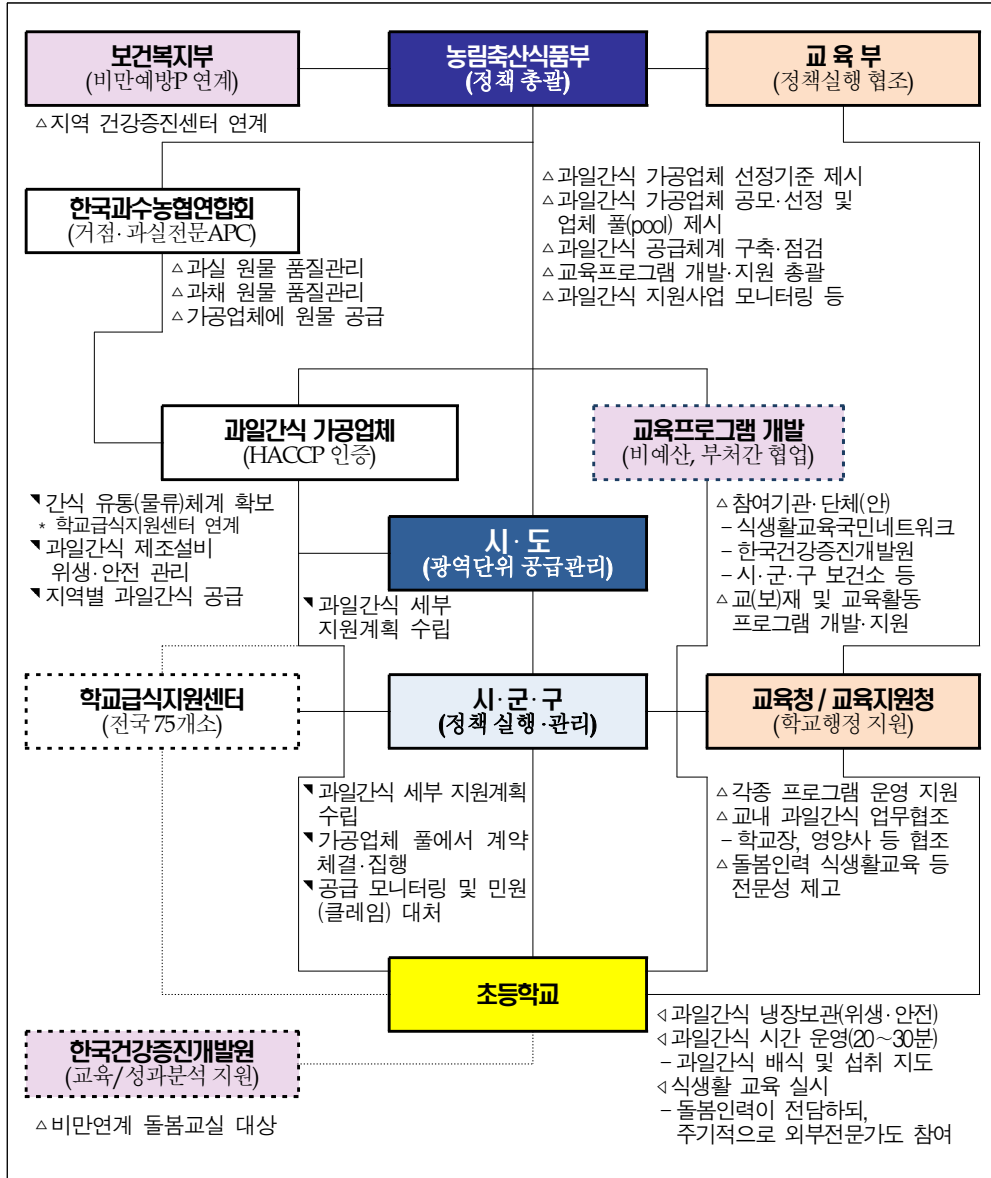 보건복지부
(비만예방P 연계)
농림축산식품부
(정책 총괄)
교 육 부
(정책실행 협조)
△지역 건강증진센터 연계
한국과수농협연합회
(거점·과실전문APC)
△과실 원물 품질관리
△과채 원물 품질관리
△가공업체에 원물 공급
△과일간식 가공업체 선정기준 제시
△과일간식 가공업체 공모·선정 및
업체 풀(pool) 제시
△과일간식 공급체계 구축·점검
△교육프로그램 개발·지원 총괄
△과일간식 지원사업 모니터링 등
과일간식 가공업체
(HACCP 인증)
교육프로그램 개발
(비예산, 부처간 협업)
◥간식 유통(물류)체계 확보
* 학교급식지원센터 연계
◥과일간식 제조설비
위생·안전 관리
◥지역별 과일간식 공급
시·도
(광역단위 공급관리)
◥과일간식 세부
지원계획 수립
△참여기관·단체(안)
－식생활교육국민네트워크
－한국건강증진개발원
－시·군·구 보건소 등
△교(보)재 및 교육활동
프로그램 개발·지원
학교급식지원센터
(전국 75개소)
시·군·구
(정책 실행·관리)
교육청 / 교육지원청
(학교행정 지원)
◥과일간식 세부 지원계획
수립
◥가공업체 풀에서 계약
체결·집행
◥공급 모니터링 및 민원
(클레임) 대처
△각종 프로그램 운영 지원
△교내 과일간식 업무협조
－학교장, 영양사 등 협조
△돌봄인력 식생활교육 등
전문성 제고
초등학교
◁과일간식 냉장보관(위생·안전)
◁과일간식 시간 운영(20～30분)
－과일간식 배식 및 섭취 지도
◁식생활 교육 실시
－돌봄인력이 전담하되,
주기적으로 외부전문가도 참여
한국건강증진개발원
(교육/성과분석 지원)
△비만연계 돌봄교실 대상